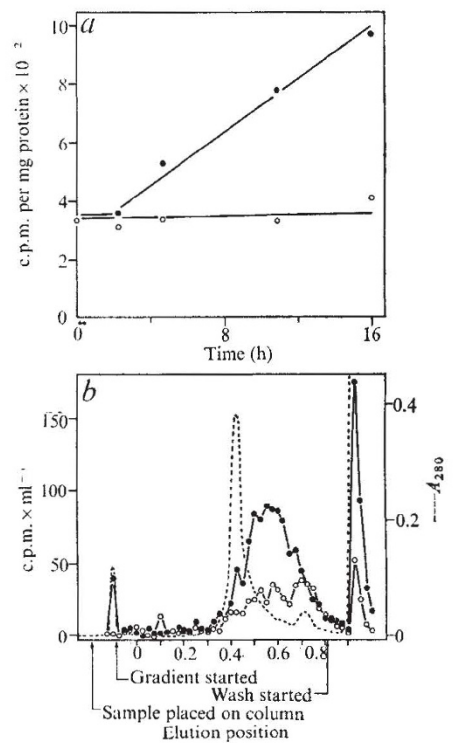 a
c.p.m. per mg protein × 10⁻²
10
8
6
4
2
0
0
8
16
Time (h)
b
c.p.m. × ml⁻¹
150
100
50
0
----A₂₈₀
0.4
0.2
0
0
0.2
0.4
0.6
0.8
Gradient started
Wash started
Sample placed on column
Elution position